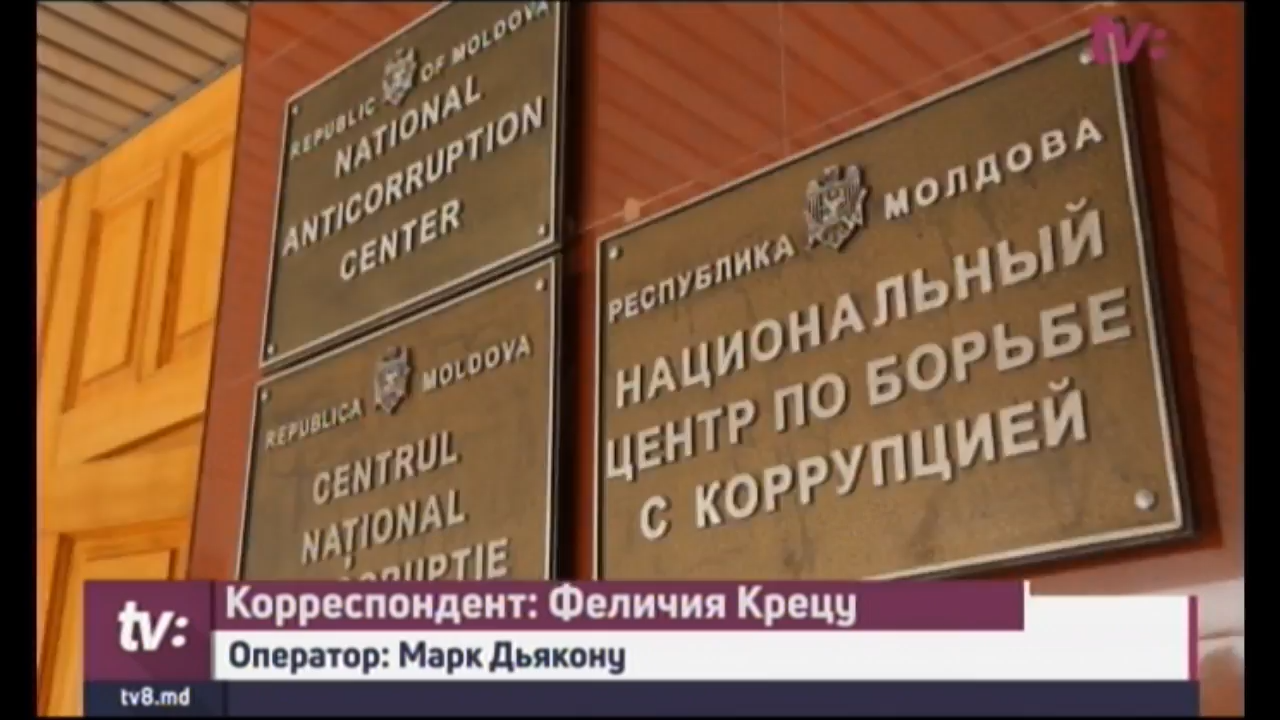 tv:
REPUBLIC OF MOLDOVA
NATIONAL
ANTICORRUPTION
CENTER
REPUBLICA MOLDOVA
CENTRUL
NAȚIONAL
РЕСПУБЛИКА МОЛДОВА
НАЦИОНАЛЬНЫЙ
ЦЕНТР ПО БОРЬБЕ
С КОРРУПЦИЕЙ
tv:
Корреспондент: Феличия Крецу
Оператор: Марк Дьякону
tv8.md